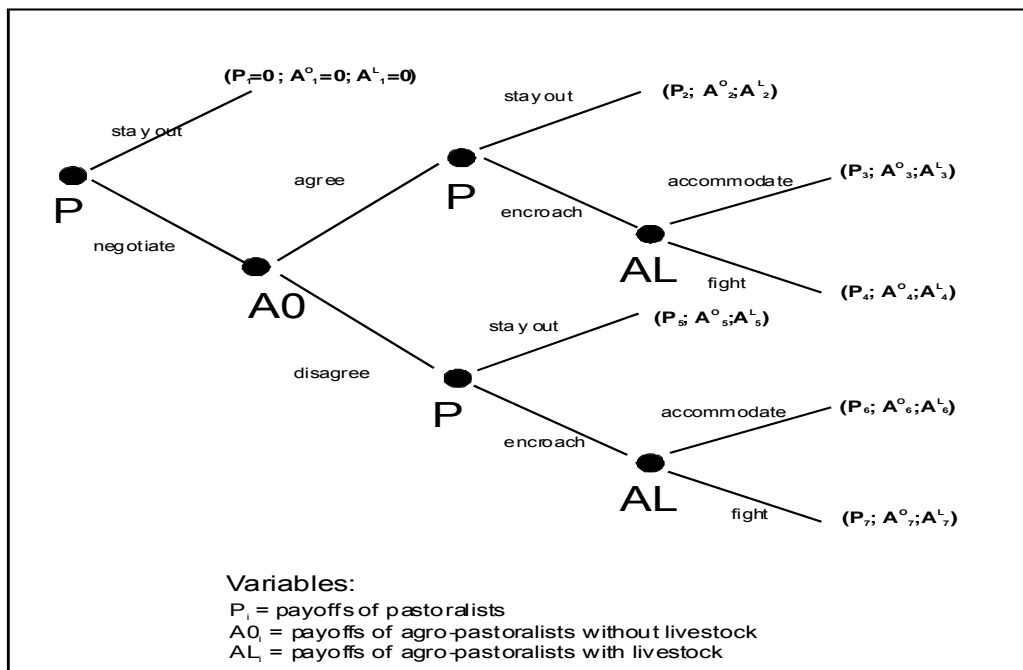 (P₁=0; Aᴼ₁=0; Aᴸ₁=0)
stay out
P
negotiate
A0
agree
disagree
P
stay out
(P₂; Aᴼ₂;Aᴸ₂)
encroach
AL
accommodate
(P₃; Aᴼ₃;Aᴸ₃)
fight
(P₄; Aᴼ₄;Aᴸ₄)
P
stay out
(P₅; Aᴼ₅;Aᴸ₅)
encroach
AL
accommodate
(P₆; Aᴼ₆;Aᴸ₆)
fight
(P₇; Aᴼ₇;Aᴸ₇)
Variables:
Pᵢ = payoffs of pastoralists
A0ᵢ = payoffs of agro-pastoralists without livestock
ALᵢ = payoffs of agro-pastoralists with livestock